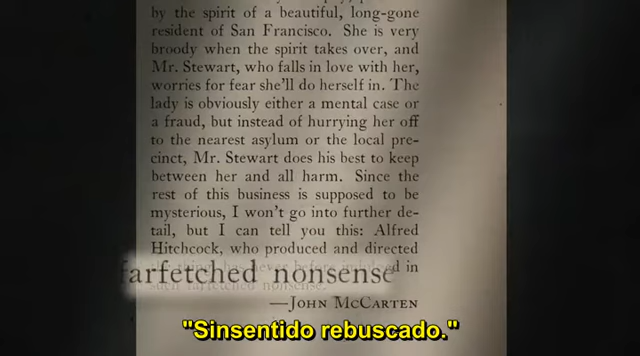 by the spirit of a beautiful, long-gone
resident of San Francisco. She is very
broody when the spirit takes over, and
Mr. Stewart, who falls in love with her,
worries for fear she'll do herself in. The
lady is obviously either a mental case or
a fraud, but instead of hurrying her off
to the nearest asylum or the local pre-
cinct, Mr. Stewart does his best to keep
between her and all harm. Since the
rest of this business is supposed to be
mysterious, I won't go into further de-
tail, but I can tell you this: Alfred
Hitchcock, who produced and directed
in
farfetched nonsense
such farfetched nonsense.
—JOHN MCCARTEN
"Sinsentido rebuscado."